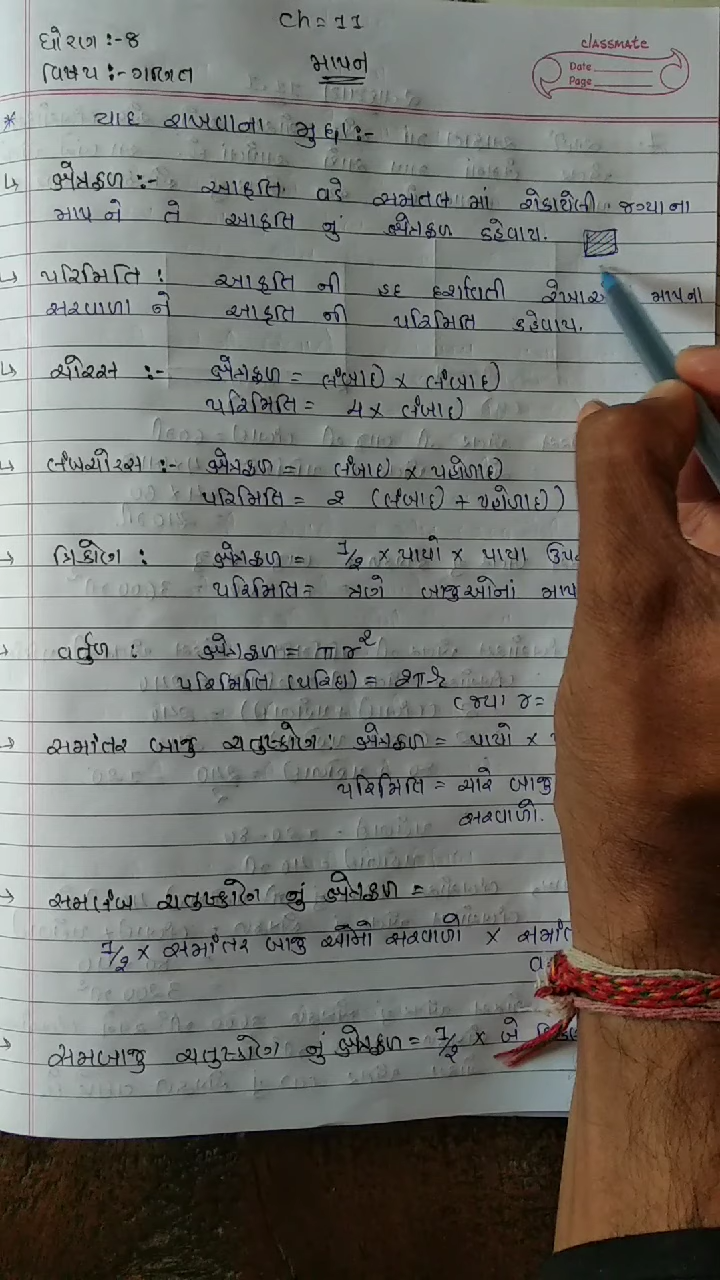 Ch = 11
ધોરણ :- 8
વિષય :- ગણિત
માપન
classmate
Date
Page
* યાદ રાખવાના મુદ્દા :-
↳ ક્ષેત્રફળ :- આકૃતિ વડે સમતલ માં રોકાયેલી જગ્યાના
માપ ને તે આકૃતિ નું ક્ષેત્રફળ કહેવાય.
↳ પરિમિતિ : આકૃતિ ની હદ દર્શાવતી માપના
સરવાળા ને આકૃતિ ની પરિમિતિ કહેવાય.
↳ ચોરસ :- ક્ષેત્રફળ = લંબાઇ × લંબાઇ
પરિમિતિ = 4 × લંબાઇ
↳ લંબચોરસ :- ક્ષેત્રફળ = લંબાઇ × પહોળાઇ
પરિમિતિ = 2 (લંબાઇ + પહોળાઇ)
→ ત્રિકોણ : ક્ષેત્રફળ = 1/2 × પાયો × પાયા
પરિમિતિ = ત્રણે બાજુઓનાં
→ વર્તુળ : ક્ષેત્રફળ = πr²
પરિમિતિ (પરિઘ) = 2πr
(જ્યાં r =
→ સમાંતર બાજુ ચતુષ્કોણ : ક્ષેત્રફળ = પાયો ×
પરિમિતિ = ચારે બાજુ
સરવાળો.
→ સમલંબ ચતુષ્કોણ નું ક્ષેત્રફળ =
1/2 × સમાંતર બાજુ ઓનો સરવાળો ×
→ સમબાજુ ચતુષ્કોણ નું ક્ષેત્રફળ = 1/2 × બે